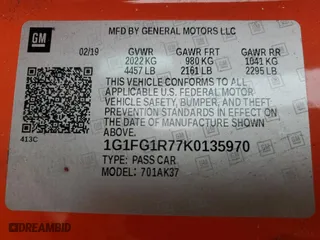 GM
MFD BY GENERAL MOTORS LLC
02/19 GVWR GAWR FRT GAWR RR
2022 KG 980 KG 1041 KG
4457 LB 2161 LB 2295 LB
THIS VEHICLE CONFORMS TO ALL
APPLICABLE U.S. FEDERAL MOTOR
VEHICLE SAFETY, BUMPER, AND THEFT
PREVENTION STANDARDS IN EFFECT ON
THE DATE OF MANUFACTURE SHOWN
ABOVE.
413C
1G1FG1R77K0135970
TYPE: PASS CAR
MODEL: 701AK37
DREAMBID